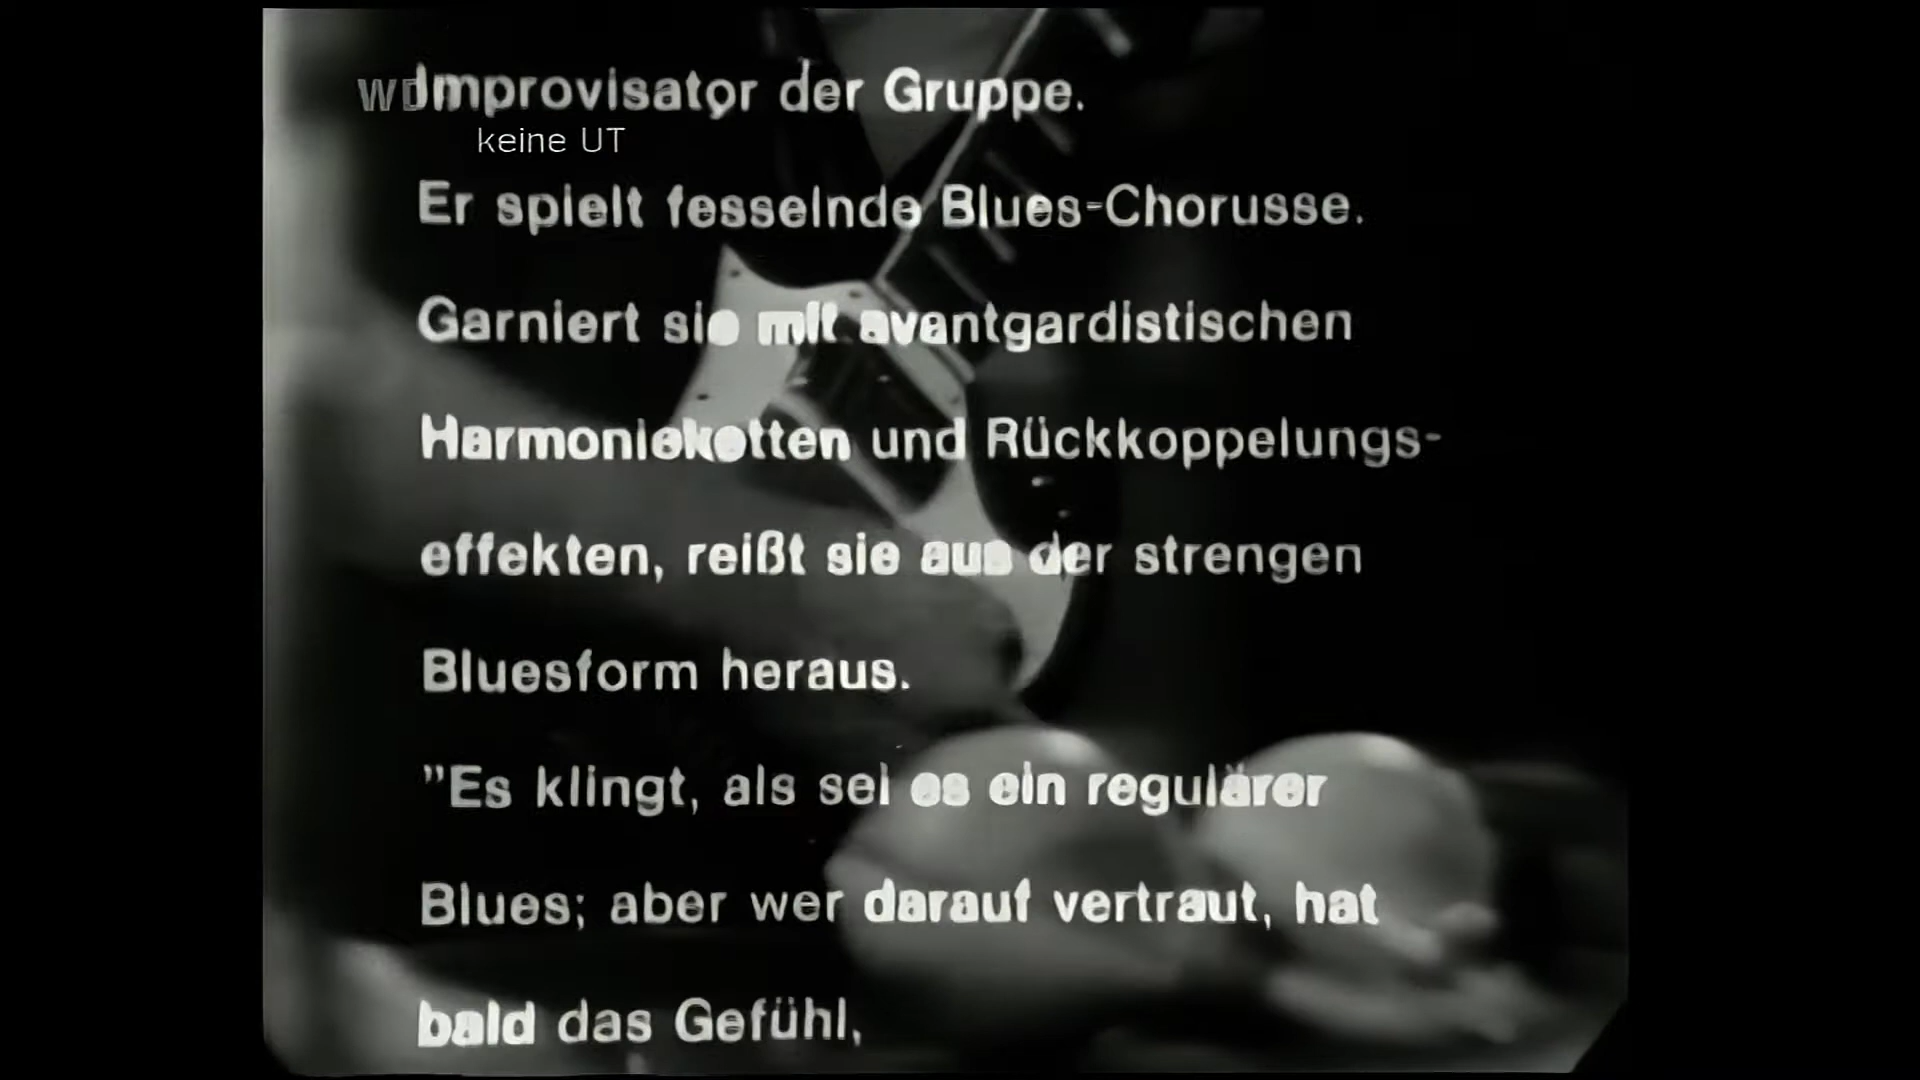 Improvisator der Gruppe.
keine UT
Er spielt fesselnde Blues-Chorusse.
Garniert sie mit avantgardistischen
Harmonieketten und Rückkoppelungs-
effekten, reißt sie aus der strengen
Bluesform heraus.
"Es klingt, als sei es ein regulärer
Blues; aber wer darauf vertraut, hat
bald das Gefühl,